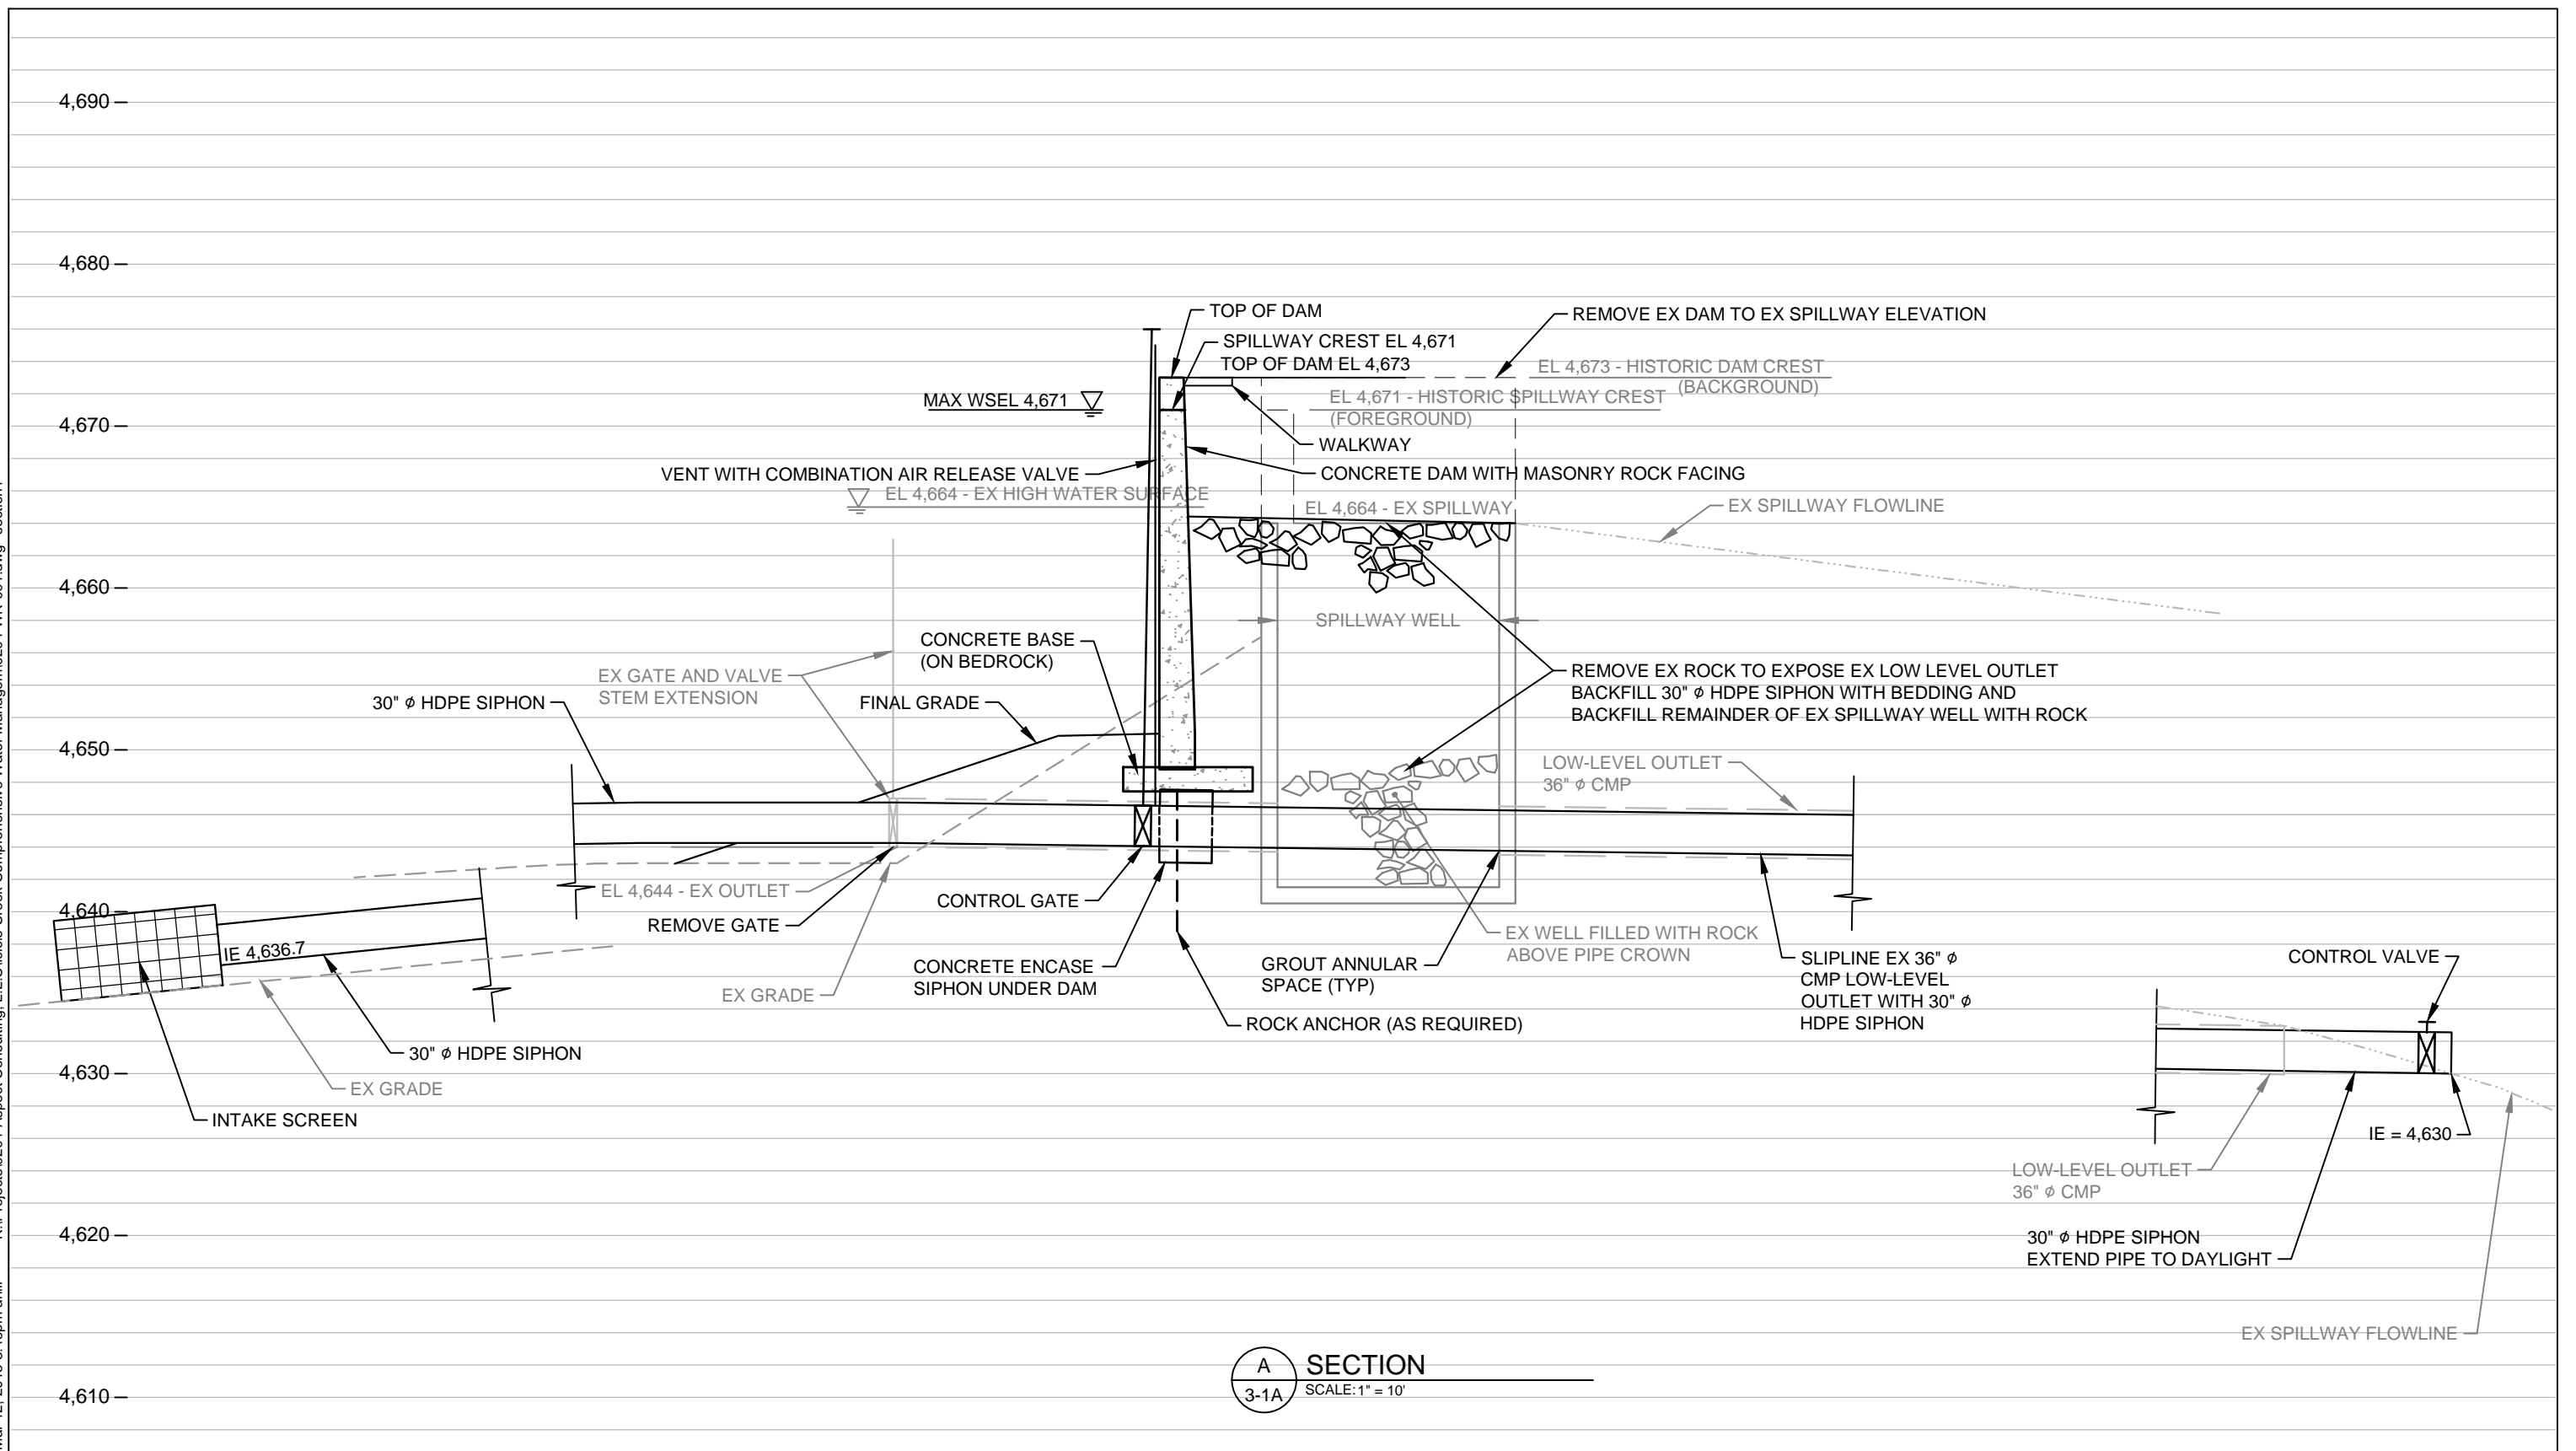 4,690
4,680
4,670
4,660
4,650
4,640
4,630
4,620
4,610
TOP OF DAM
SPILLWAY CREST EL 4,671
TOP OF DAM EL 4,673
REMOVE EX DAM TO EX SPILLWAY ELEVATION
EL 4,673 - HISTORIC DAM CREST
(BACKGROUND)
MAX WSEL 4,671
EL 4,671 - HISTORIC SPILLWAY CREST
(FOREGROUND)
WALKWAY
VENT WITH COMBINATION AIR RELEASE VALVE
CONCRETE DAM WITH MASONRY ROCK FACING
EL 4,664 - EX HIGH WATER SURFACE
EL 4,664 - EX SPILLWAY
EX SPILLWAY FLOWLINE
SPILLWAY WELL
CONCRETE BASE
(ON BEDROCK)
EX GATE AND VALVE
STEM EXTENSION
30" ⌀ HDPE SIPHON
FINAL GRADE
REMOVE EX ROCK TO EXPOSE EX LOW LEVEL OUTLET
BACKFILL 30" ⌀ HDPE SIPHON WITH BEDDING AND
BACKFILL REMAINDER OF EX SPILLWAY WELL WITH ROCK
LOW-LEVEL OUTLET
36" ⌀ CMP
EL 4,644 - EX OUTLET
CONTROL GATE
REMOVE GATE
IE 4,636.7
CONCRETE ENCASE
SIPHON UNDER DAM
EX GRADE
GROUT ANNULAR
SPACE (TYP)
EX WELL FILLED WITH ROCK
ABOVE PIPE CROWN
ROCK ANCHOR (AS REQUIRED)
SLIPLINE EX 36" ⌀
CMP LOW-LEVEL
OUTLET WITH 30" ⌀
HDPE SIPHON
CONTROL VALVE
30" ⌀ HDPE SIPHON
EX GRADE
INTAKE SCREEN
IE = 4,630
LOW-LEVEL OUTLET
36" ⌀ CMP
30" ⌀ HDPE SIPHON
EXTEND PIPE TO DAYLIGHT
EX SPILLWAY FLOWLINE
A
3-1A
SECTION
SCALE: 1" = 10'